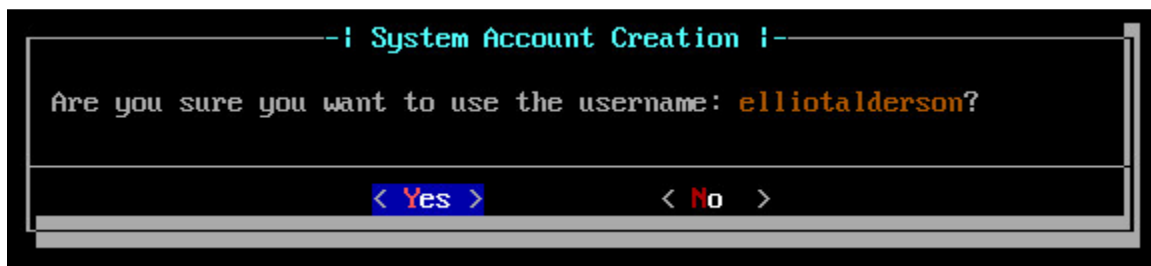 -| System Account Creation |-
Are you sure you want to use the username: elliotalderson?
< Yes > < No >